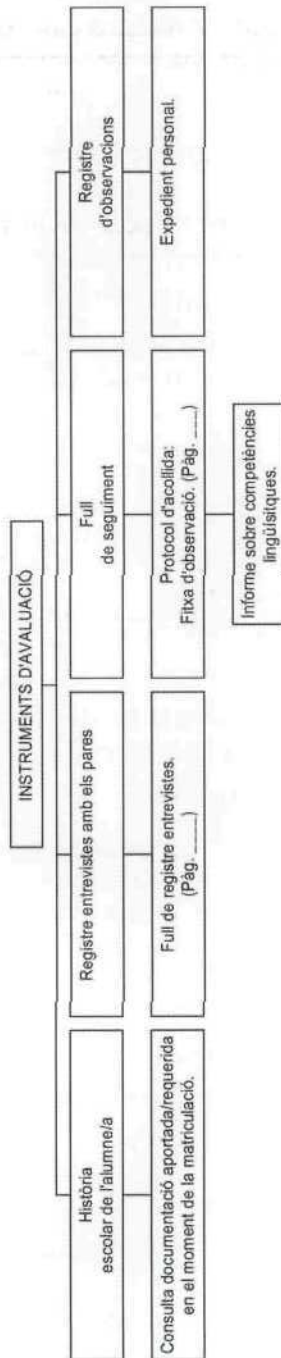 INSTRUMENTS D'AVALUACIÓ
Història
escolar de l'alumne/a
Registre entrevistes amb els pares
Full
de seguiment
Registre
d'observacions
Consulta documentació aportada/requerida
en el moment de la matriculació.
Full de registre entrevistes.
(Pàg. ____)
Protocol d'acollida:
Fitxa d'observació. (Pàg. ___)
Expedient personal.
Informe sobre competències
lingüísitques.